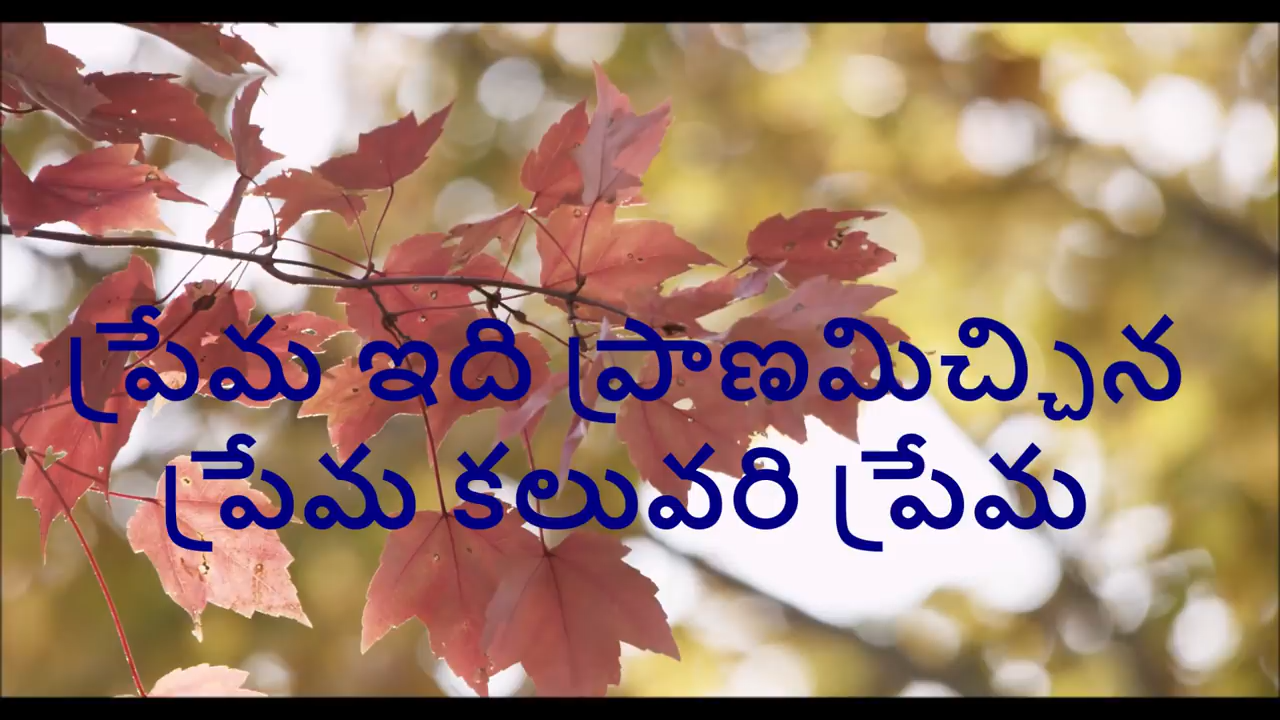 ప్రేమ ఇది ప్రాణమిచ్చిన
ప్రేమ కలువరి ప్రేమ